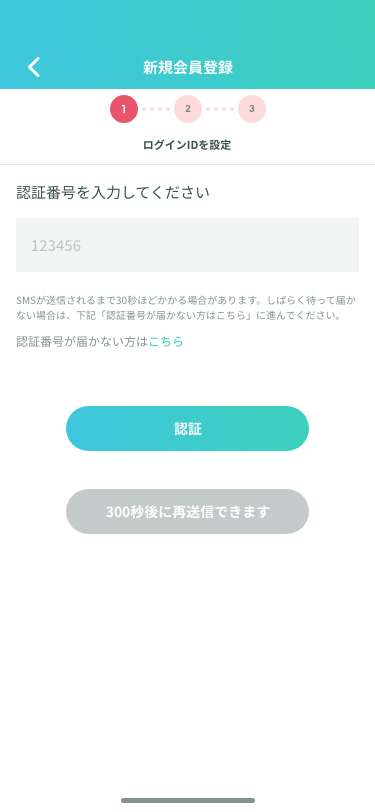 新規会員登録
1 2 3
ログインIDを設定
認証番号を入力してください
123456
SMSが送信されるまで30秒ほどかかる場合があります。しばらく待って届か
ない場合は、下記「認証番号が届かない方はこちら」に進んでください。
認証番号が届かない方はこちら
認証
300秒後に再送信できます